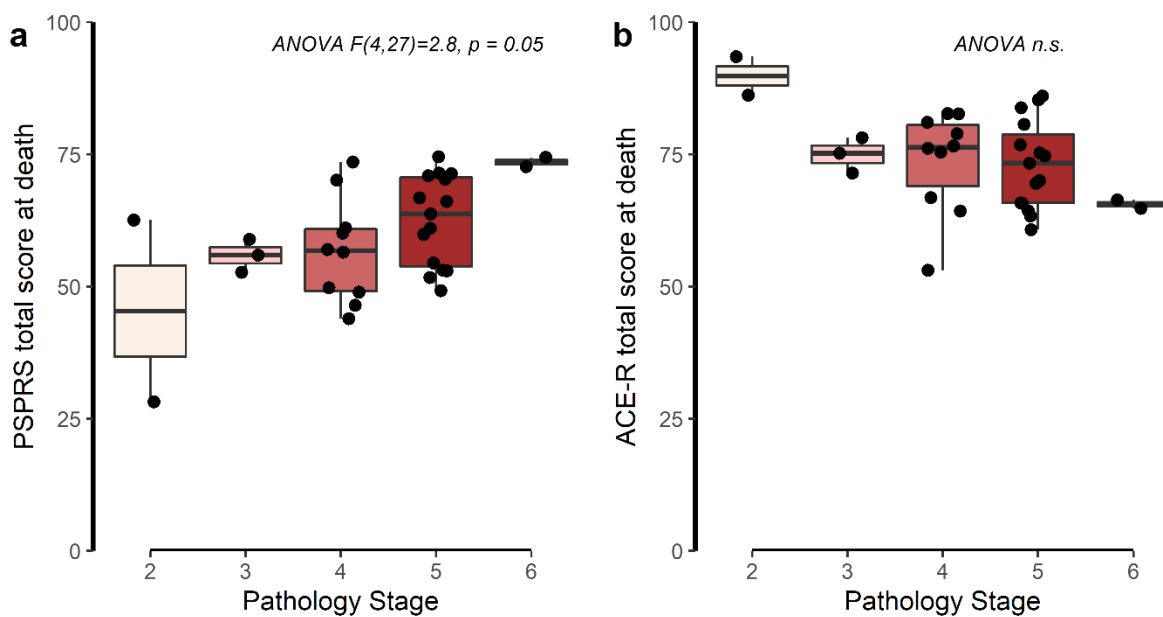 a
ANOVA F(4,27)=2.8, p = 0.05
PSPRS total score at death
100
75
50
25
0
2 3 4 5 6
Pathology Stage
b
ANOVA n.s.
ACE-R total score at death
100
75
50
25
0
2 3 4 5 6
Pathology Stage